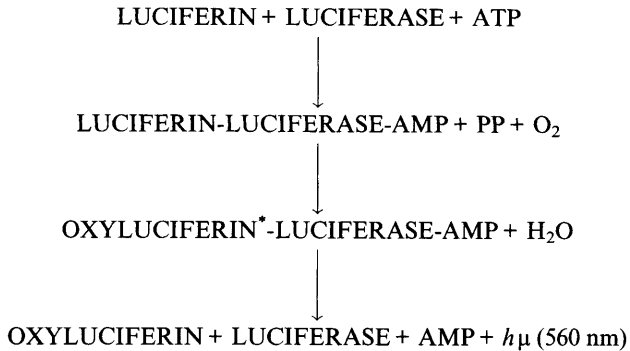 LUCIFERIN + LUCIFERASE + ATP
LUCIFERIN-LUCIFERASE-AMP + PP + O₂
OXYLUCIFERIN*-LUCIFERASE-AMP + H₂O
OXYLUCIFERIN + LUCIFERASE + AMP + hμ (560 nm)